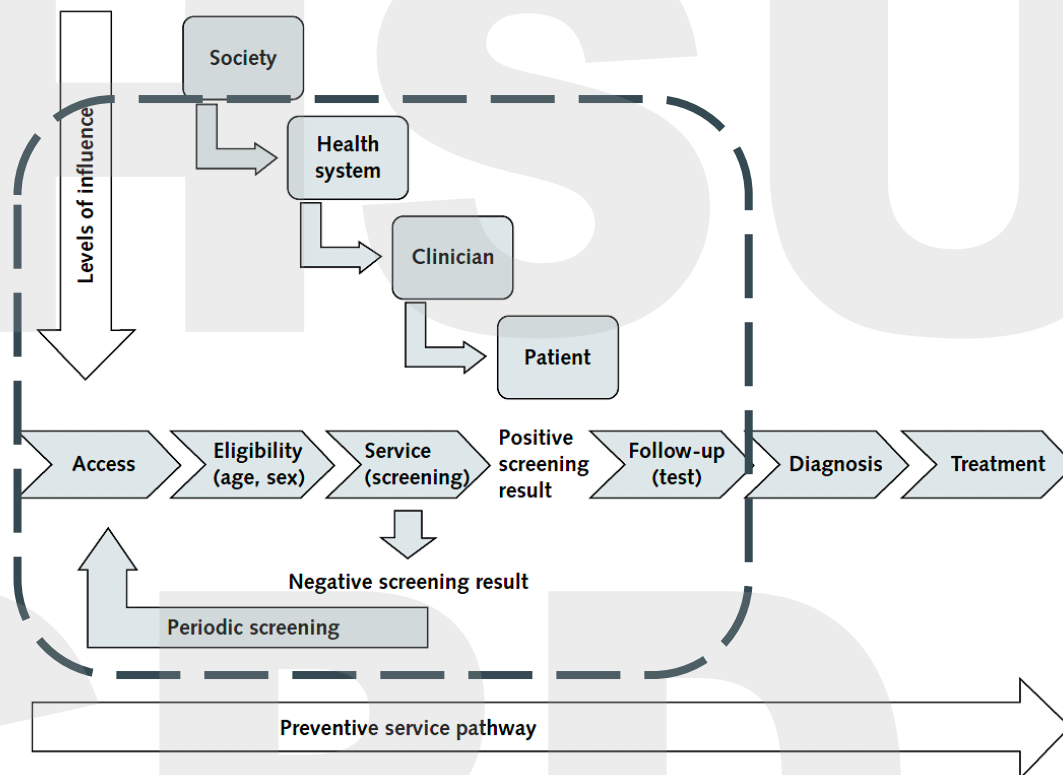 Society
Levels of influence
Health
system
Clinician
Patient
Access
Eligibility
(age, sex)
Service
(screening)
Positive
screening
result
Follow-up
(test)
Diagnosis
Treatment
Negative screening result
Periodic screening
Preventive service pathway